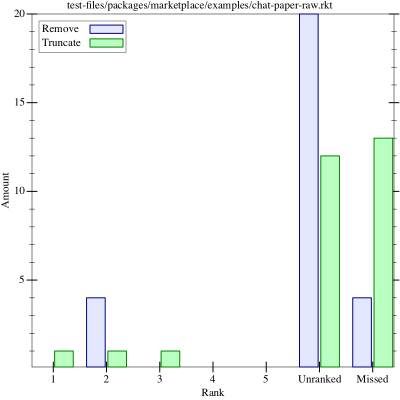 test-files/packages/marketplace/examples/chat-paper-raw.rkt
20
Remove
Truncate
15
10
5
Amount
1 2 3 4 5 Unranked Missed
Rank